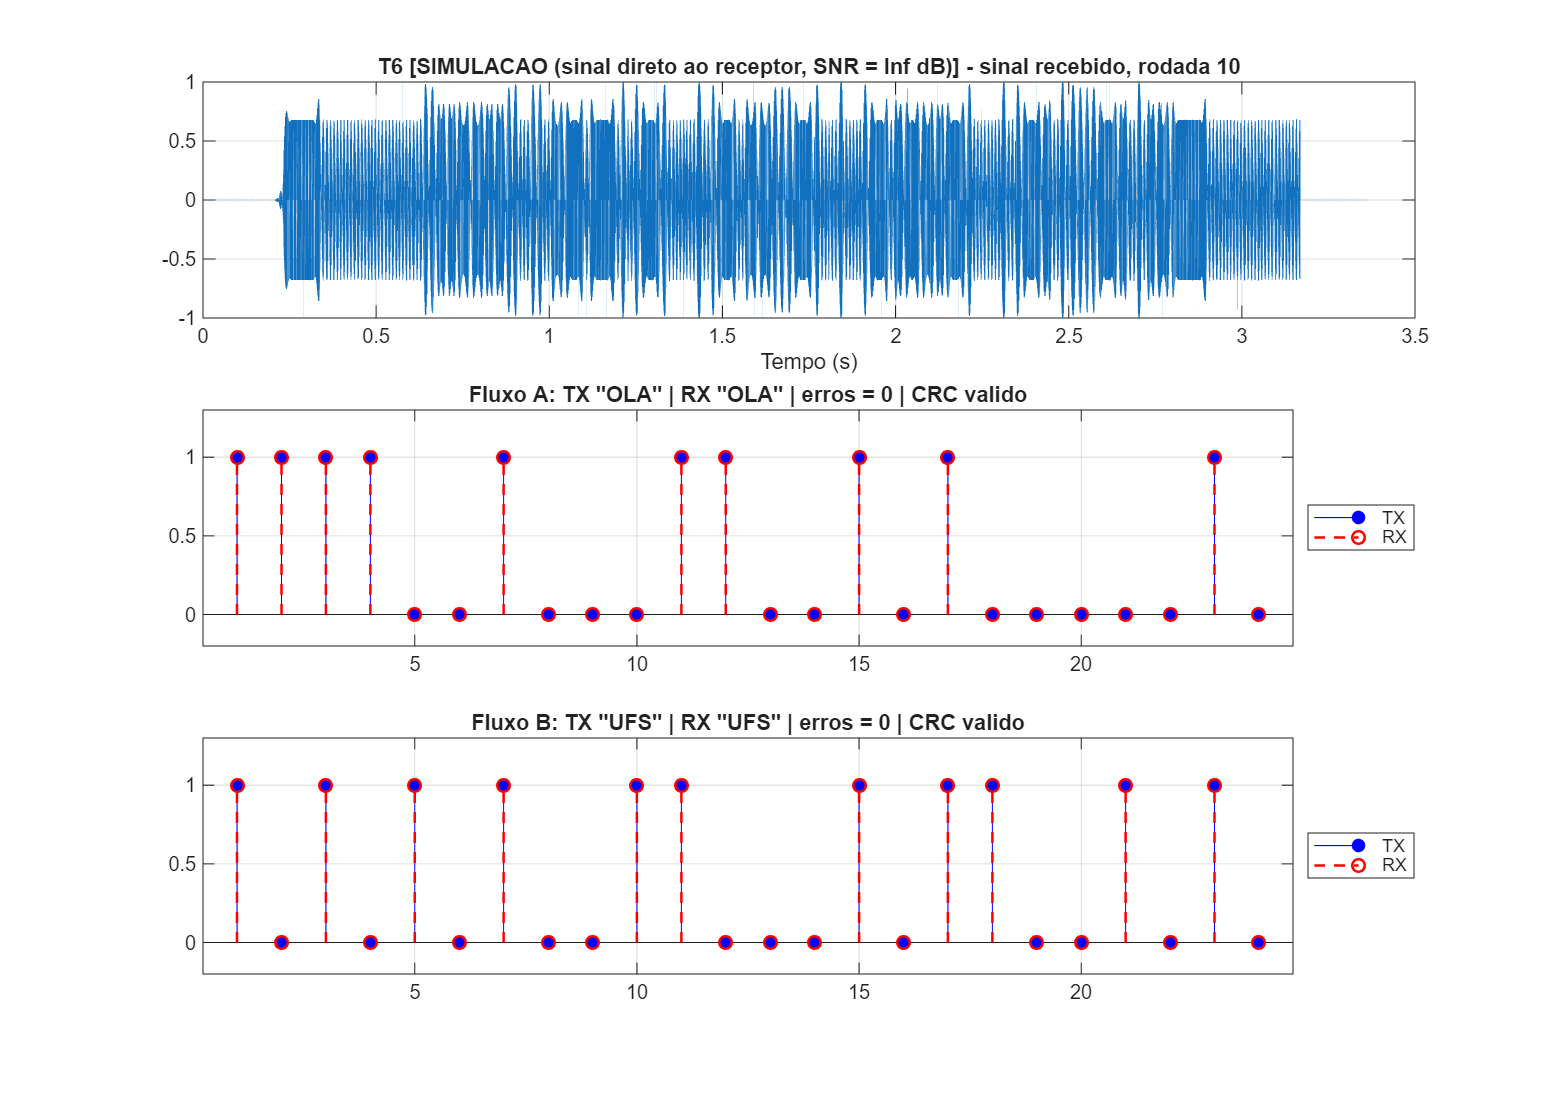 T6 [SIMULACAO (sinal direto ao receptor, SNR = Inf dB)] - sinal recebido, rodada 10
1
0.5
0
-0.5
-1
0 0.5 1 1.5 2 2.5 3 3.5
Tempo (s)
Fluxo A: TX "OLA" | RX "OLA" | erros = 0 | CRC valido
1
0.5
0
5 10 15 20
TX
RX
Fluxo B: TX "UFS" | RX "UFS" | erros = 0 | CRC valido
1
0.5
0
5 10 15 20
TX
RX